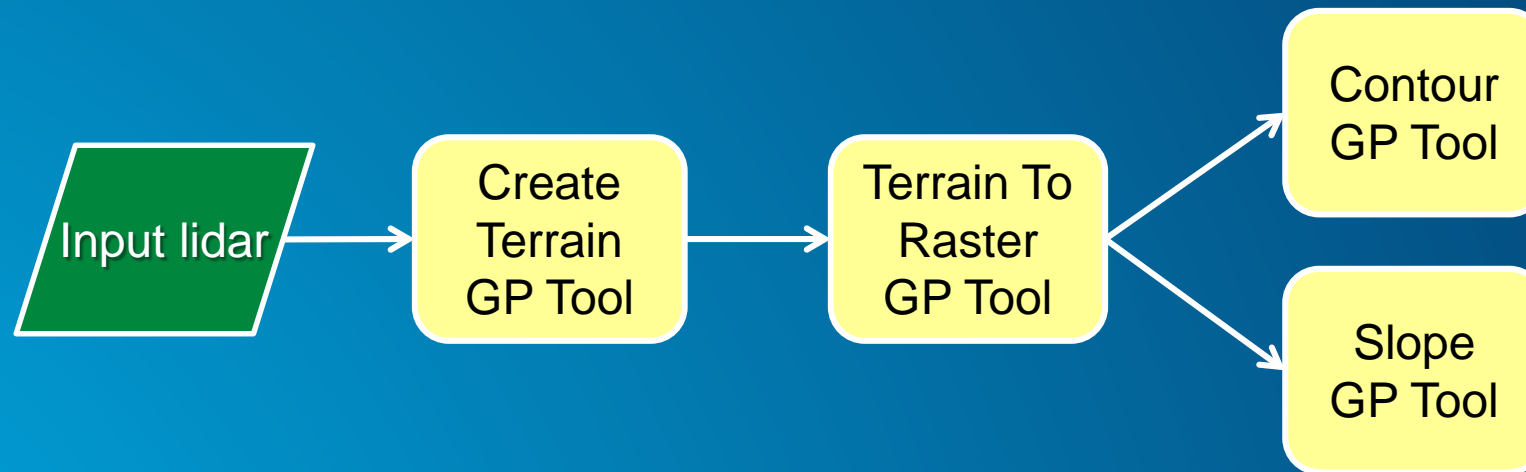 Input lidar
Create
Terrain
GP Tool
Terrain To
Raster
GP Tool
Contour
GP Tool
Slope
GP Tool